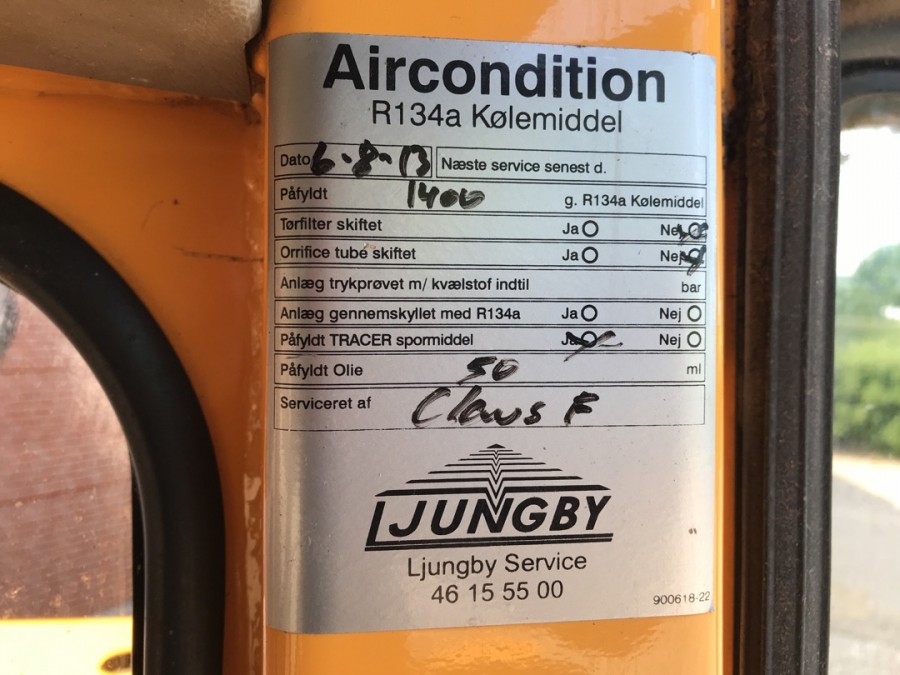 Aircondition
R134a Kølemiddel
Dato 6-8-13 Næste service senest d.
Påfyldt 1400 g. R134a Kølemiddel
Tørfilter skiftet Ja Nej
Orrifice tube skiftet Ja Nej
Anlæg trykprøvet m/ kvælstof indtil bar
Anlæg gennemskyllet med R134a Ja Nej
Påfyldt TRACER spormiddel Ja Nej
Påfyldt Olie 50 ml
Serviceret af Claus F
LJUNGBY
Ljungby Service
46 15 55 00
900618-22